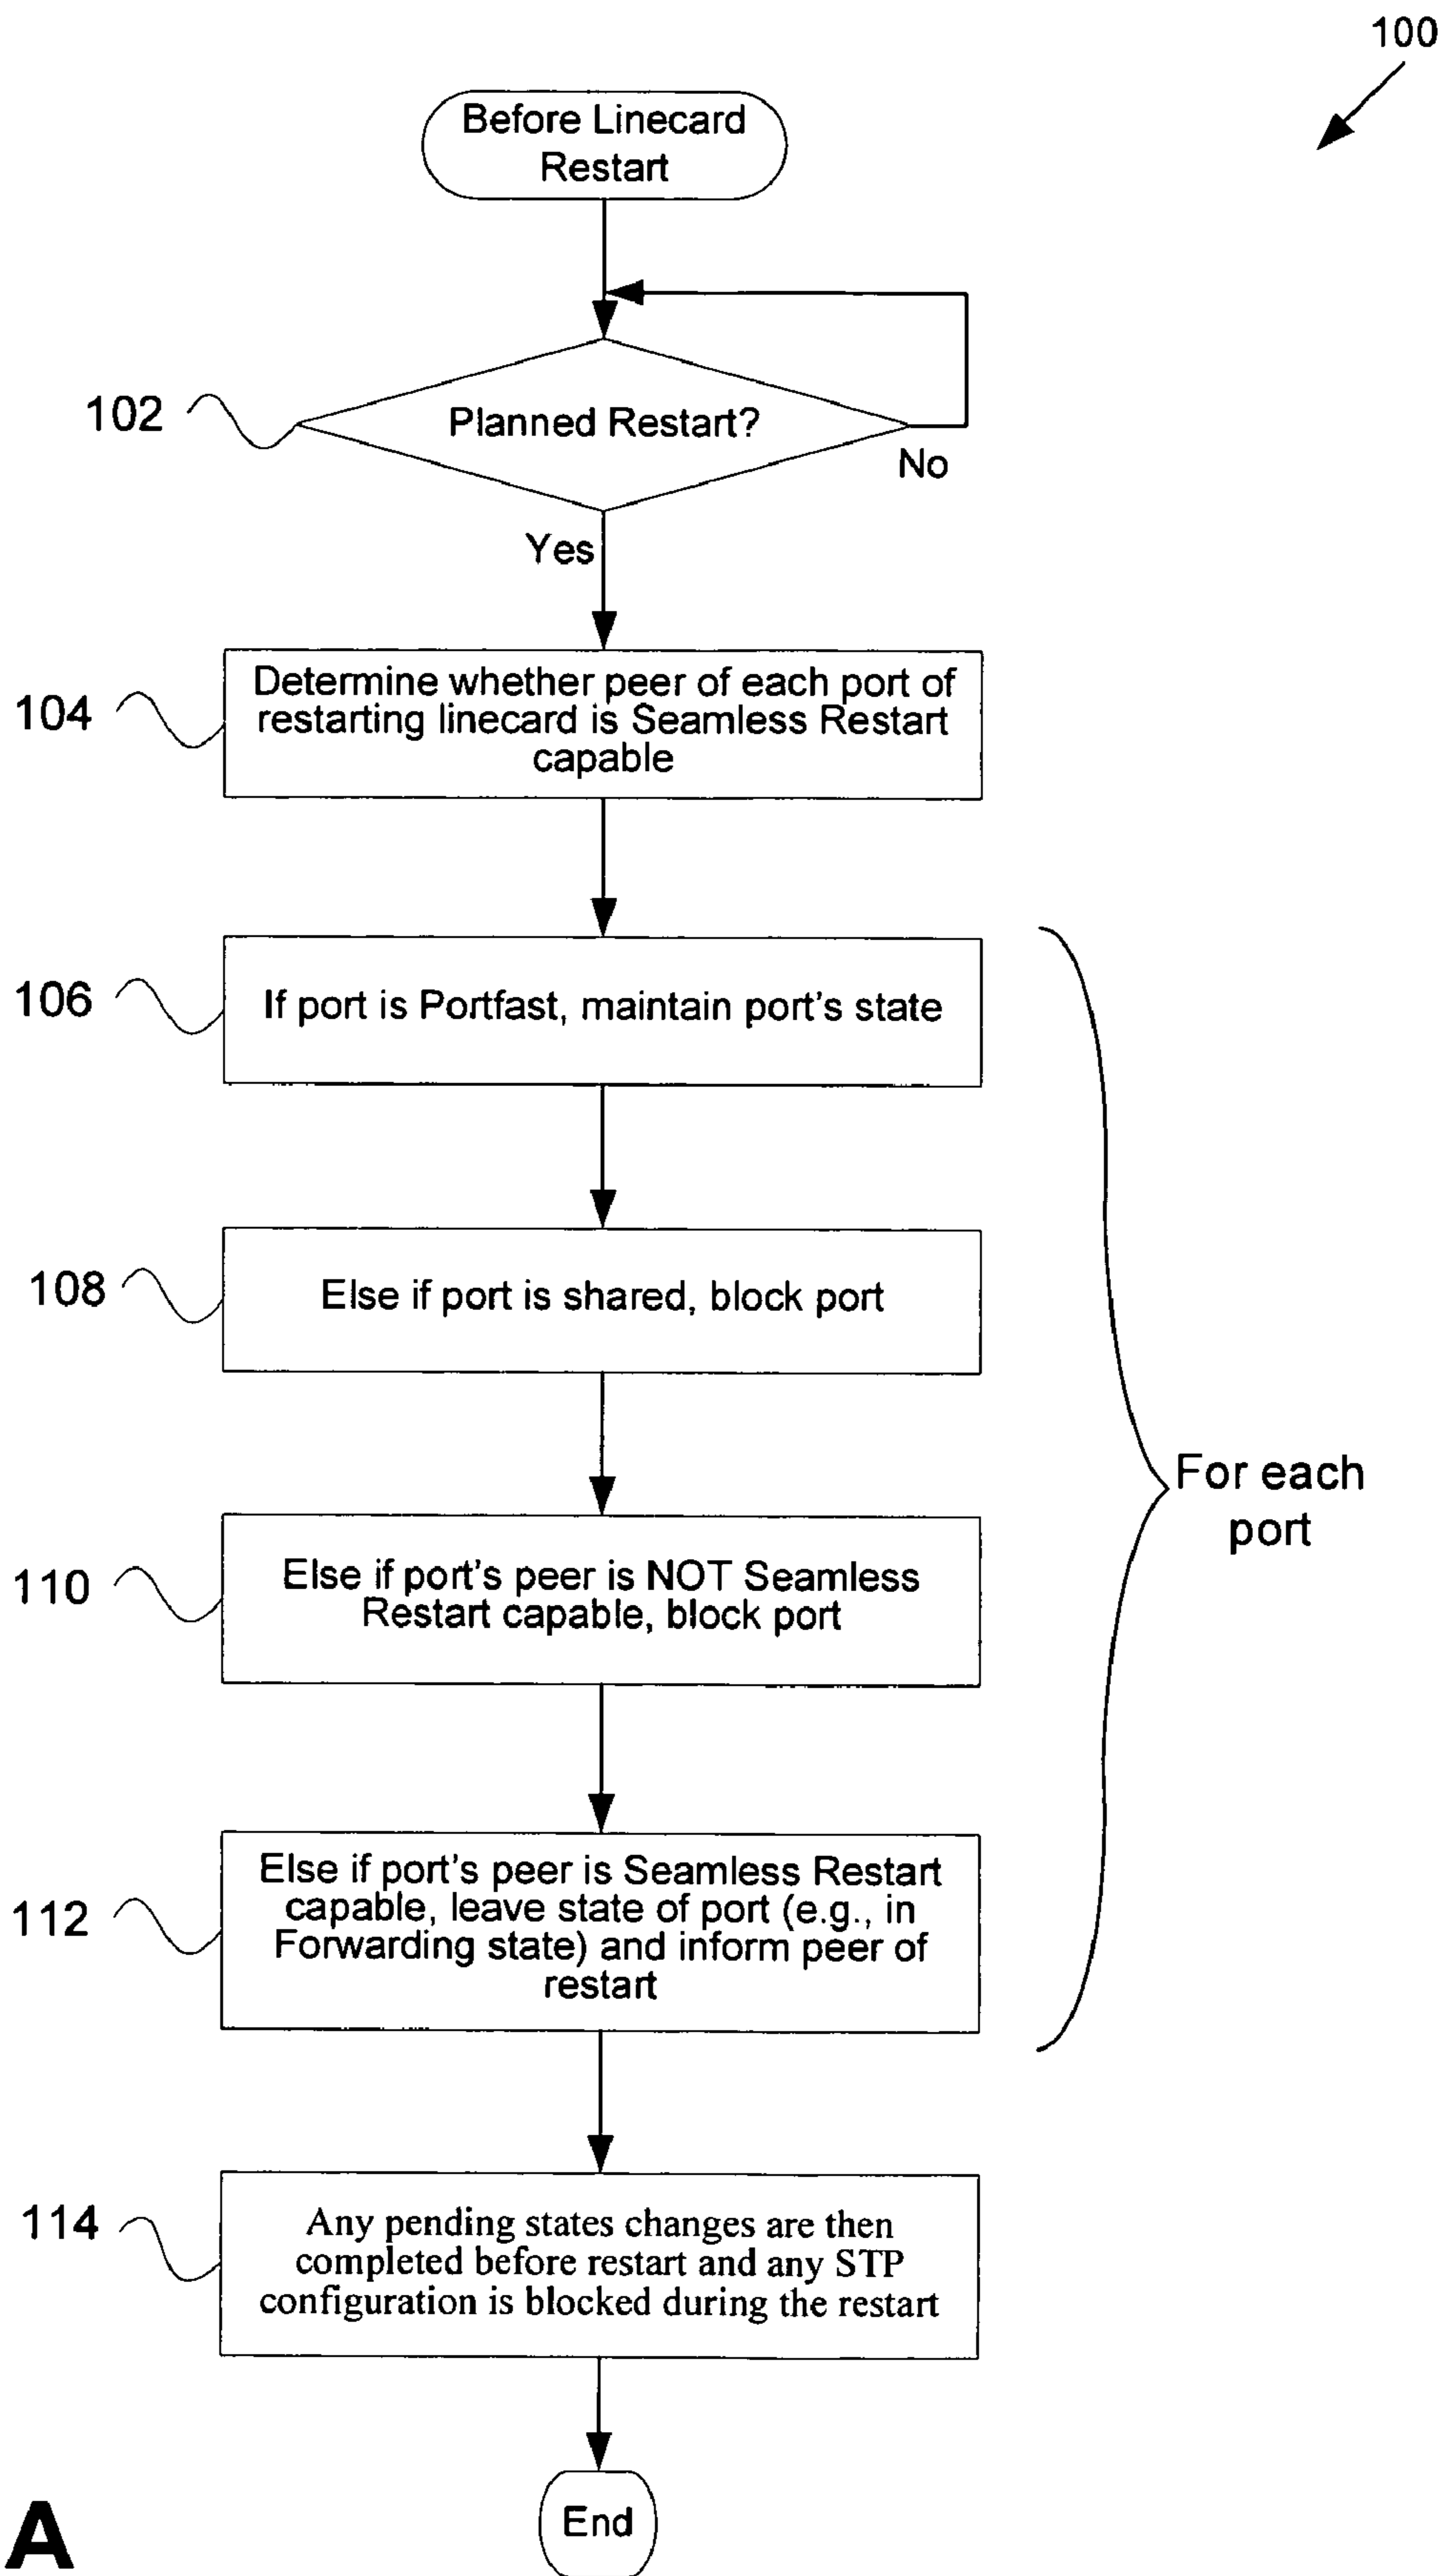 100
Before Linecard
Restart
102
Planned Restart?
No
Yes
104
Determine whether peer of each port of
restarting linecard is Seamless Restart
capable
106
If port is Portfast, maintain port's state
108
Else if port is shared, block port
For each
port
110
Else if port's peer is NOT Seamless
Restart capable, block port
112
Else if port's peer is Seamless Restart
capable, leave state of port (e.g., in
Forwarding state) and inform peer of
restart
114
Any pending states changes are then
completed before restart and any STP
configuration is blocked during the restart
End
A